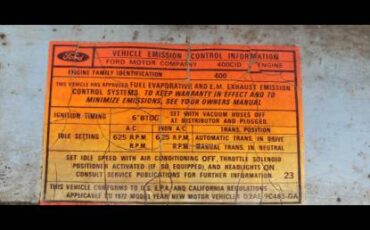 Ford
VEHICLE EMISSION CONTROL INFORMATION
FORD MOTOR COMPANY 400CID ENGINE
ENGINE FAMILY IDENTIFICATION 400
THIS VEHICLE HAS APPROVED FUEL EVAPORATIVE AND E.M. EXHAUST EMISSION
CONTROL SYSTEMS TO KEEP WARRANTY IN EFFECT AND TO
MINIMIZE EMISSIONS, SEE YOUR OWNERS MANUAL
IGNITION TIMING 6°BTDC SET WITH VACUUM HOSES OFF
AT DISTRIBUTOR AND PLUGGED.
A/C NON A/C TRANS. POSITION
IDLE SETTING 625 R.P.M. 625 R.P.M. AUTOMATIC TRANS. IN DRIVE
R.P.M. R.P.M. MANUAL TRANS. IN NEUTRAL
SET IDLE SPEED WITH AIR CONDITIONING OFF, THROTTLE SOLENOID
POSITIONER ACTIVATED (IF SO EQUIPPED) AND HEADLIGHTS ON
CONSULT SERVICE PUBLICATIONS FOR FURTHER INFORMATION 23
THIS VEHICLE CONFORMS TO U.S. E.P.A. AND CALIFORNIA REGULATIONS
APPLICABLE TO 1972 MODEL YEAR NEW MOTOR VEHICLES D2AE-9C485-GA